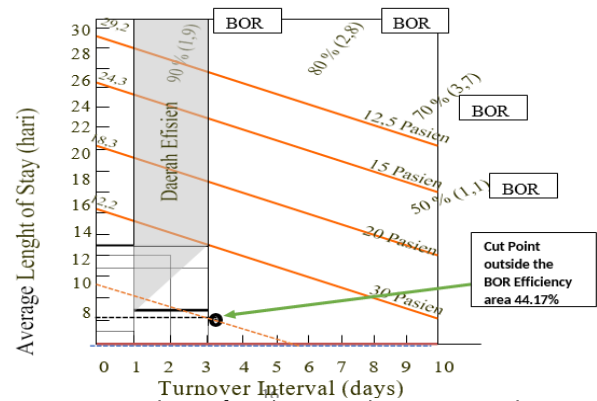 BOR
BOR
30
28
26
24
22
20
18
16
14
12
10
8
Average Lenght of Stay (hari)
29,2
24,3
18.3
12,2
Daerah Efisien
90 % (1,9)
80 % (2,8)
70 % (3,7)
BOR
50 % (1,1)
BOR
12,5 Pasien
15 Pasien
20 Pasien
30 Pasien
Cut Point
outside the
BOR Efficiency
area 44.17%
0 1 2 3 4 5 6 7 8 9 10
Turnover Interval (days)